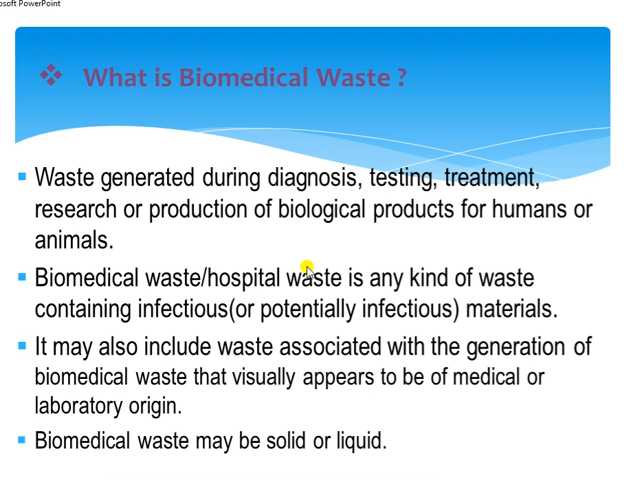 osoft PowerPoint
❖ What is Biomedical Waste ?
▪ Waste generated during diagnosis, testing, treatment,
research or production of biological products for humans or
animals.
▪ Biomedical waste/hospital waste is any kind of waste
containing infectious(or potentially infectious) materials.
▪ It may also include waste associated with the generation of
biomedical waste that visually appears to be of medical or
laboratory origin.
▪ Biomedical waste may be solid or liquid.